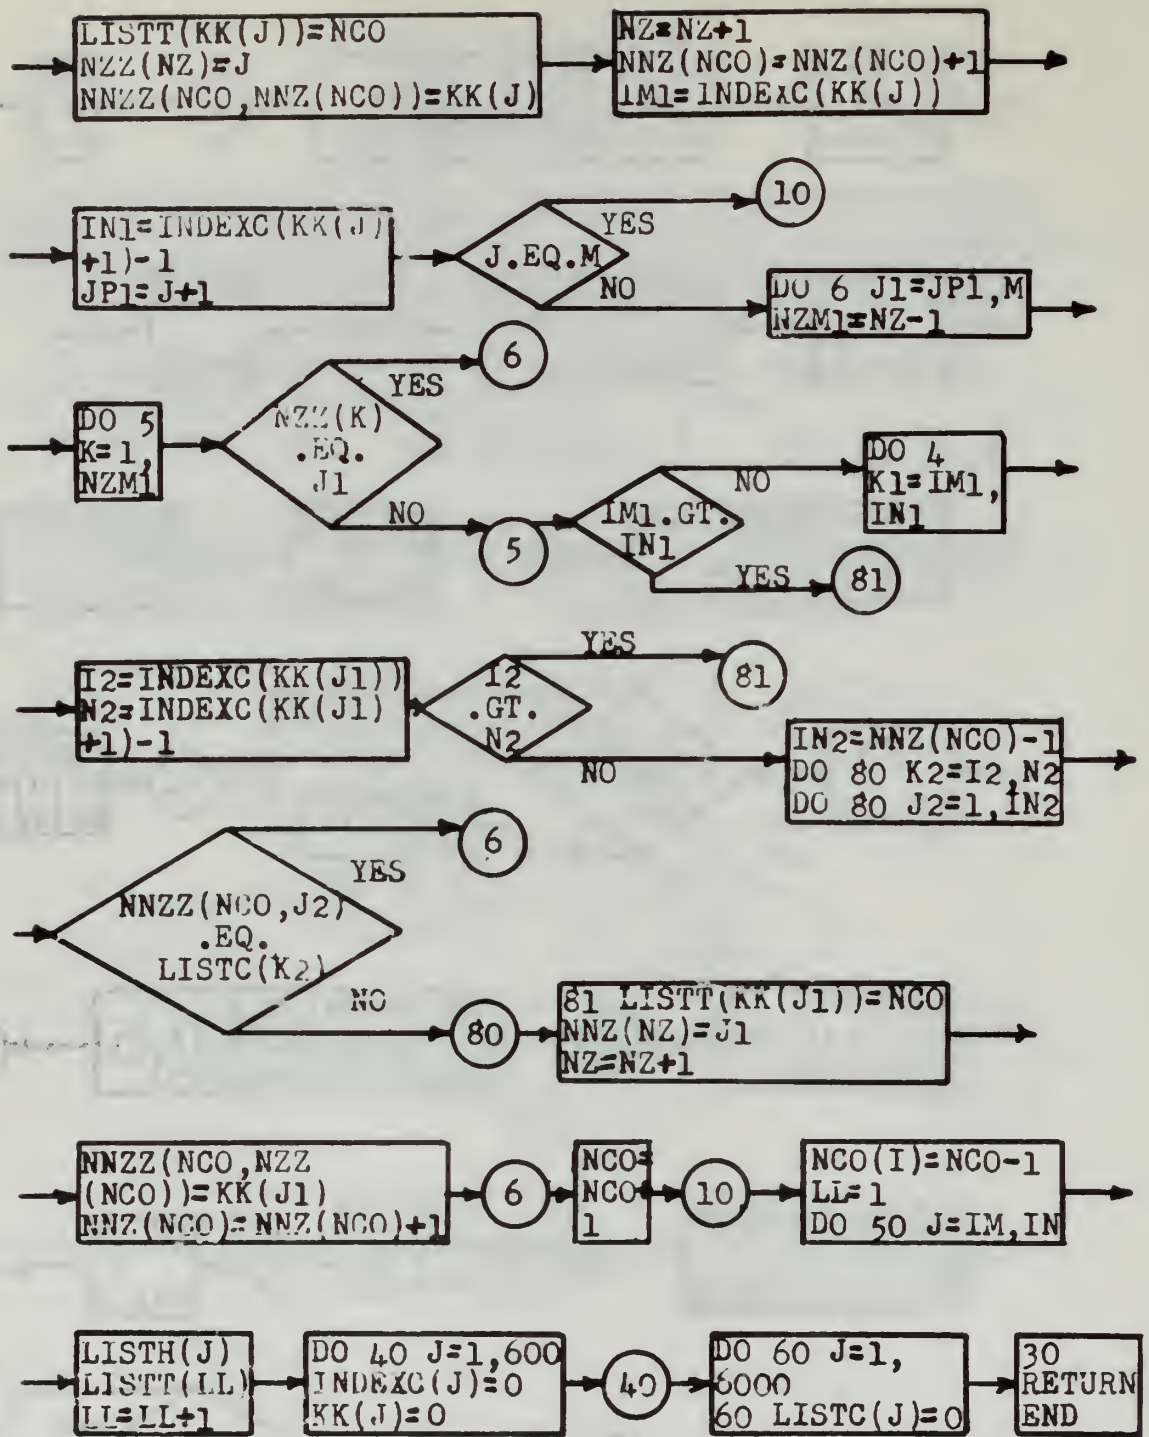 LISTT(KK(J))=NCO
NZZ(NZ)=J
NNZZ(NCO,NNZ(NCO))=KK(J)
NZ=NZ+1
NNZ(NCO)=NNZ(NCO)+1
IM1=INDEXC(KK(J))
IN1=INDEXC(KK(J)
+1)-1
JP1=J+1
J.EQ.M
YES
10
NO
DO 6 J1=JP1,M
NZM1=NZ-1
DO 5
K=1,
NZM1
NZZ(K)
.EQ.
J1
YES
6
NO
5
IM1.GT.
IN1
NO
DO 4
K1=IM1,
IN1
YES
81
I2=INDEXC(KK(J1))
N2=INDEXC(KK(J1)
+1)-1
I2
.GT.
N2
YES
81
NO
IN2=NNZ(NCO)-1
DO 80 K2=I2,N2
DO 80 J2=1,IN2
NNZZ(NCO,J2)
.EQ.
LISTC(K2)
YES
6
NO
80
81 LISTT(KK(J1))=NCO
NNZ(NZ)=J1
NZ=NZ+1
NNZZ(NCO,NZZ
(NCO))=KK(J1)
NNZ(NCO)=NNZ(NCO)+1
6
NCO=
NCO
1
10
NCO(I)=NCO-1
LL=1
DO 50 J=IM,IN
LISTH(J)
LISTT(LL)
LL=LL+1
DO 40 J=1,600
INDEXC(J)=0
KK(J)=0
40
DO 60 J=1,
6000
60 LISTC(J)=0
30
RETURN
END